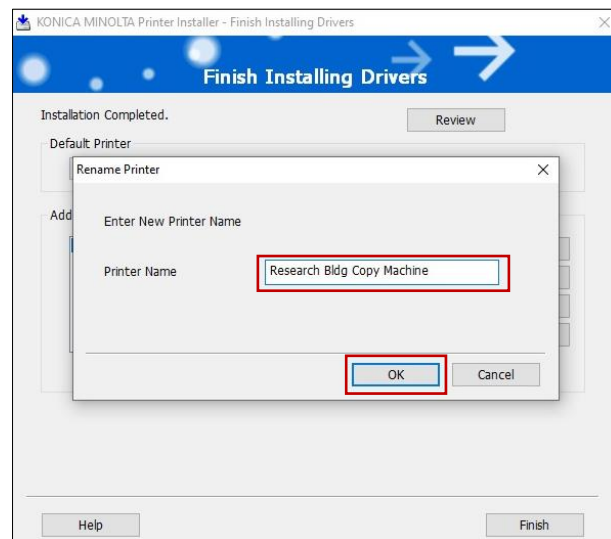 KONICA MINOLTA Printer Installer - Finish Installing Drivers
Finish Installing Drivers
Installation Completed.
Review
Default Printer
Rename Printer
Add
Enter New Printer Name
Printer Name
Research Bldg Copy Machine
OK
Cancel
Help
Finish